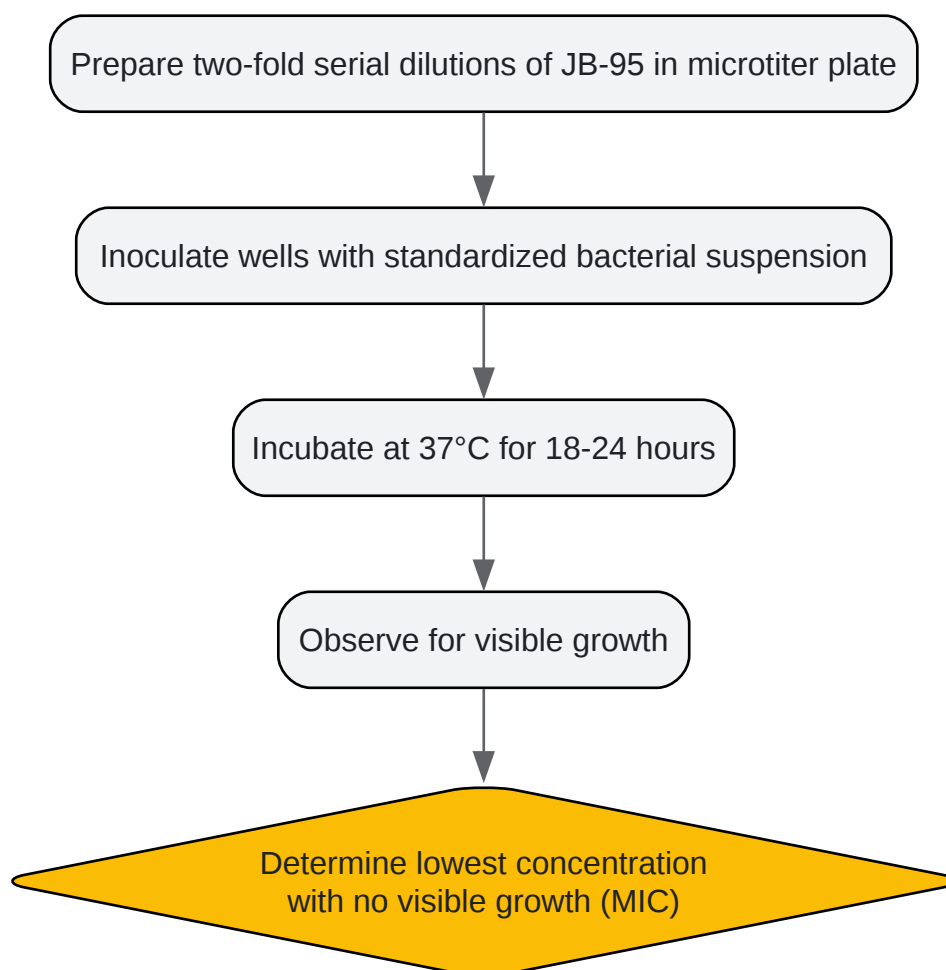 Prepare two-fold serial dilutions of JB-95 in microtiter plate
Inoculate wells with standardized bacterial suspension
Incubate at 37°C for 18-24 hours
Observe for visible growth
Determine lowest concentration
with no visible growth (MIC)